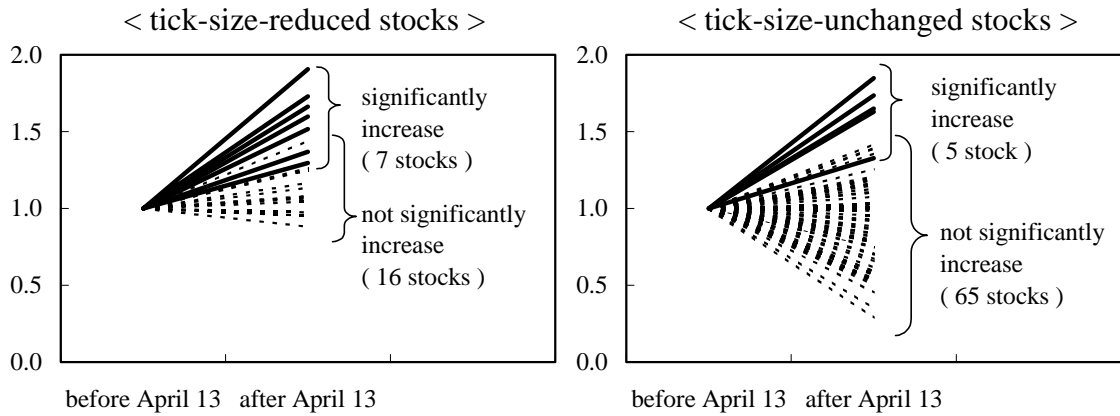 < tick-size-reduced stocks >
2.0
1.5
1.0
0.5
0.0
significantly
increase
( 7 stocks )
not significantly
increase
( 16 stocks )
before April 13 after April 13
< tick-size-unchanged stocks >
2.0
1.5
1.0
0.5
0.0
significantly
increase
( 5 stock )
not significantly
increase
( 65 stocks )
before April 13 after April 13